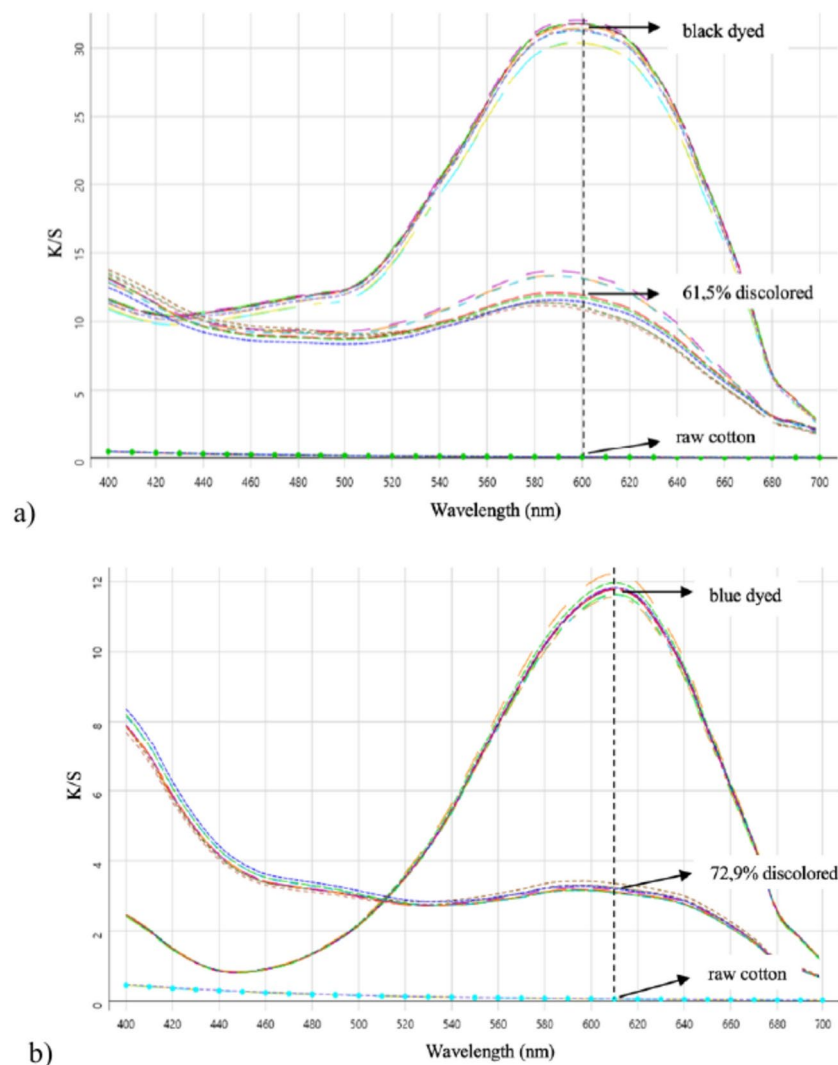 30
black dyed
25
20
K/S
15
61,5% discolored
10
5
raw cotton
0
400 420 440 460 480 500 520 540 560 580 600 620 640 660 680 700
a)
Wavelength (nm)
12
blue dyed
10
8
K/S
6
4
72,9% discolored
2
raw cotton
0
400 420 440 460 480 500 520 540 560 580 600 620 640 660 680 700
Wavelength (nm)
b)